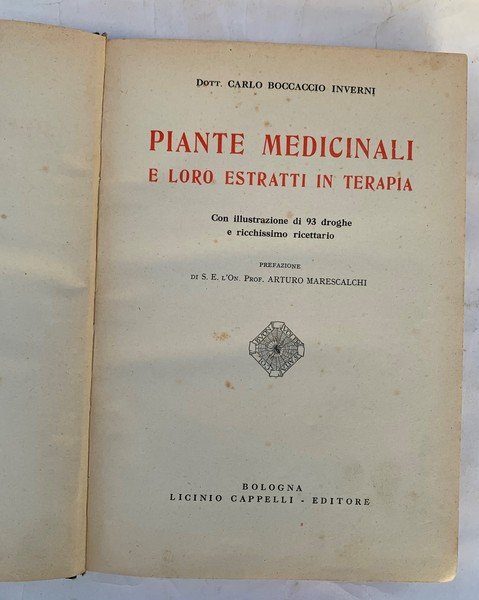 Dott. CARLO BOCCACCIO INVERNI
PIANTE MEDICINALI
E LORO ESTRATTI IN TERAPIA
Con illustrazione di 93 droghe
e ricchissimo ricettario
PREFAZIONE
DI S. E. L'ON. PROF. ARTURO MARESCALCHI
BOLOGNA
LICINIO CAPPELLI - EDITORE